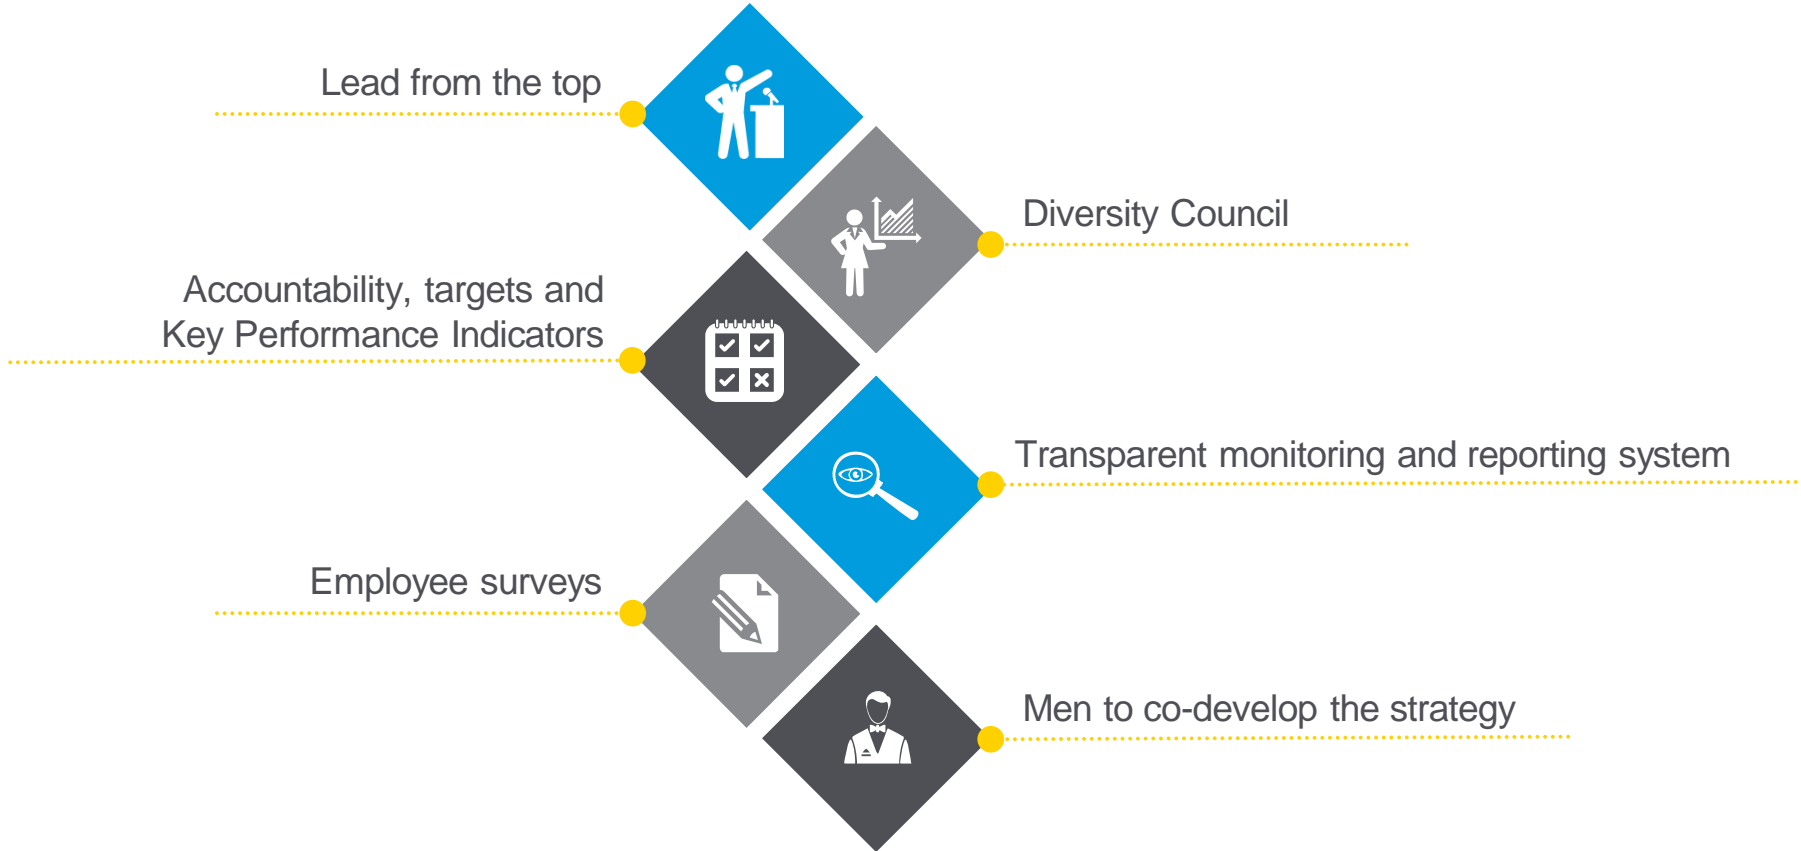 Lead from the top
Diversity Council
Accountability, targets and
Key Performance Indicators
Transparent monitoring and reporting system
Employee surveys
Men to co-develop the strategy